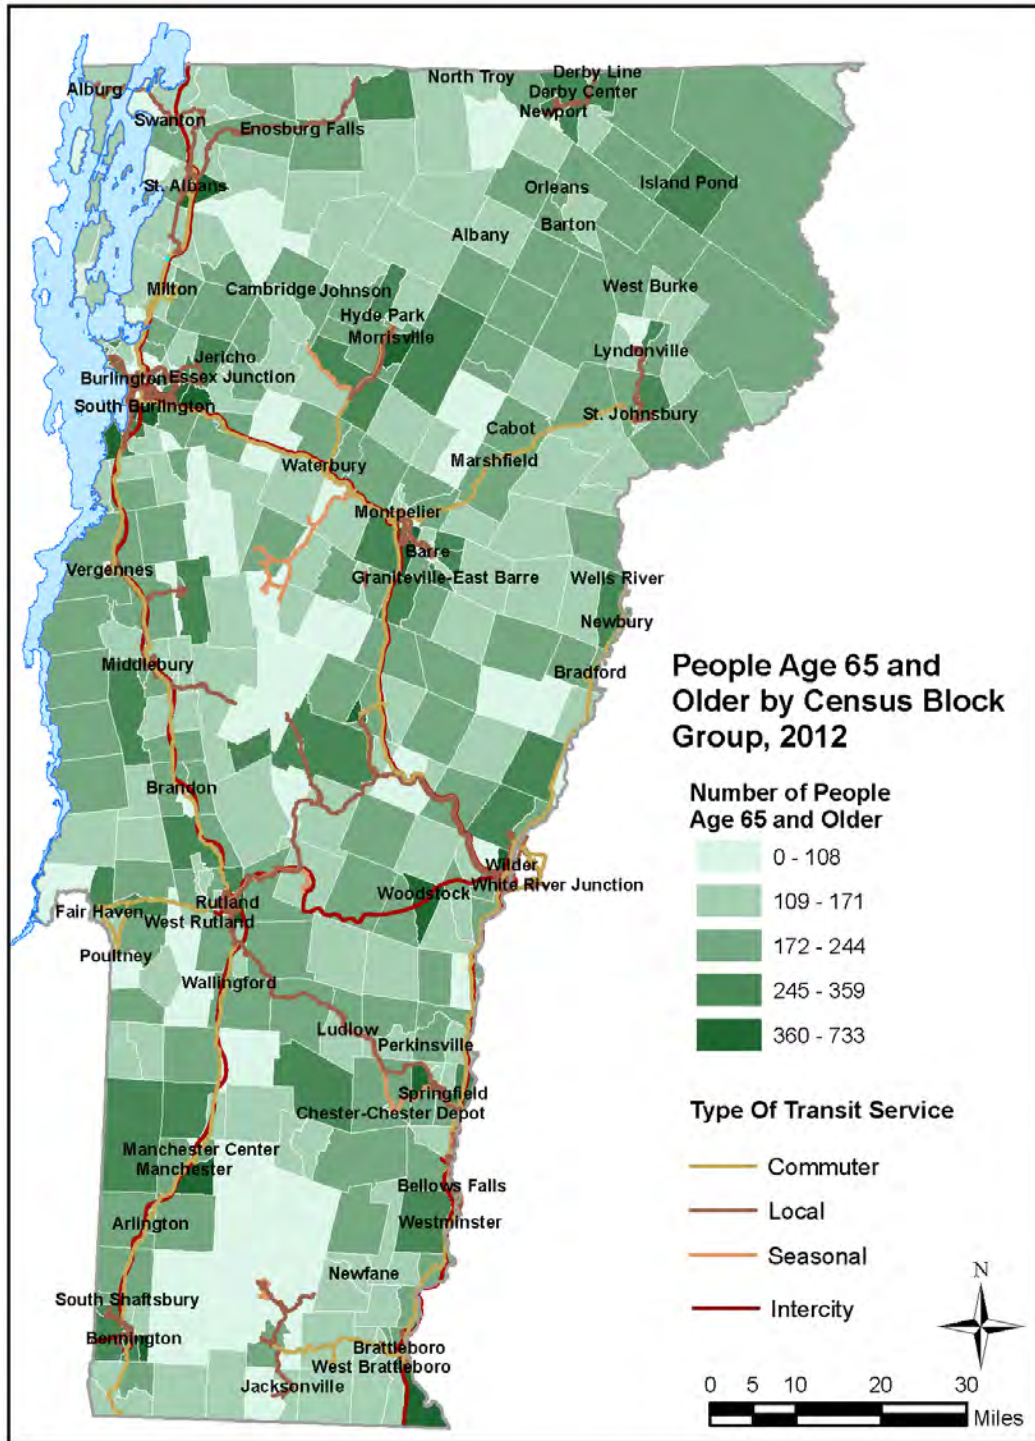 North Troy
Derby Line
Derby Center
Newport
Alburg
Swanton
Enosburg Falls
St. Albans
Orleans
Island Pond
Barton
Albany
Milton
Cambridge
Johnson
West Burke
Hyde Park
Morrisville
Lyndonville
Jericho
Burlington
Essex Junction
South Burlington
St. Johnsbury
Cabot
Waterbury
Marshfield
Montpelier
Barre
Vergennes
Graniteville-East Barre
Wells River
Newbury
Middlebury
Bradford
People Age 65 and
Older by Census Block
Group, 2012
Number of People
Age 65 and Older
0 - 108
109 - 171
172 - 244
245 - 359
360 - 733
Brandon
Wilder
White River Junction
Woodstock
Rutland
Fair Haven
West Rutland
Poultney
Wallingford
Ludlow
Perkinsville
Springfield
Chester-Chester Depot
Type Of Transit Service
Commuter
Local
Seasonal
Intercity
Manchester Center
Manchester
Bellows Falls
Arlington
Westminster
Newfane
South Shaftsbury
Bennington
Brattleboro
West Brattleboro
Jacksonville
N
0 5 10 20 30
Miles